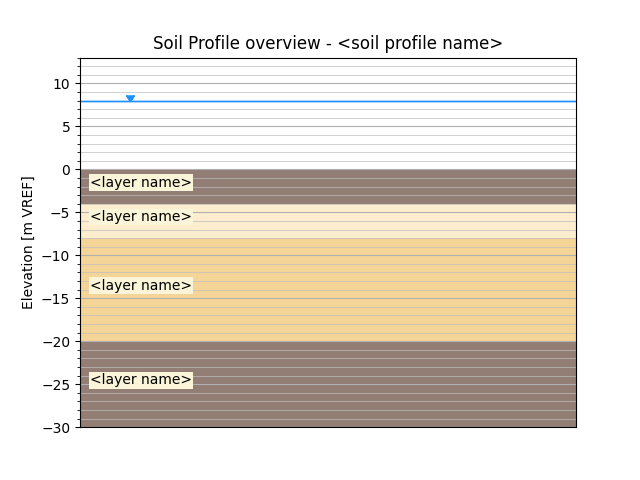 Soil Profile overview - <soil profile name>
10
5
0
−5
−10
−15
−20
−25
−30
Elevation [m VREF]
<layer name>
<layer name>
<layer name>
<layer name>